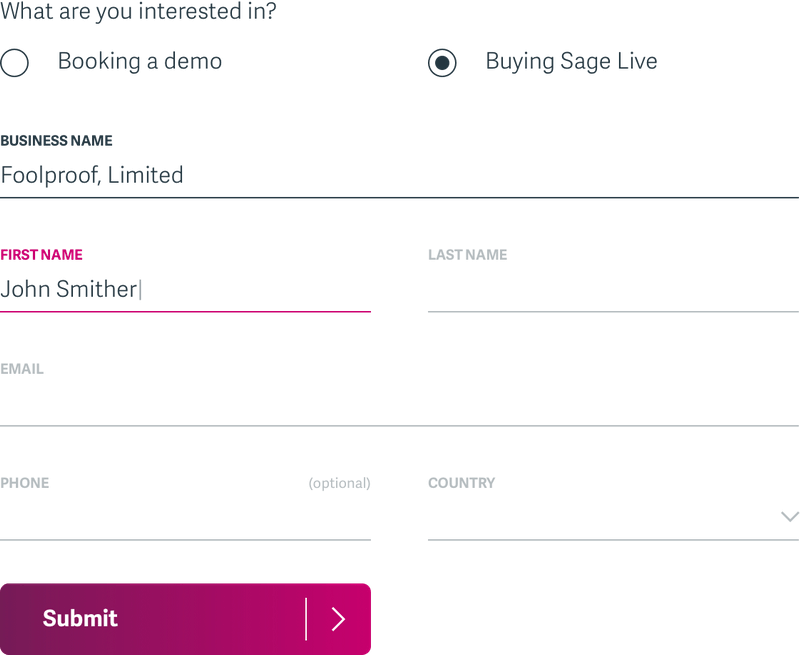 What are you interested in?
Booking a demo
Buying Sage Live
BUSINESS NAME
Foolproof, Limited
FIRST NAME
LAST NAME
John Smither
EMAIL
PHONE
(optional)
COUNTRY
Submit